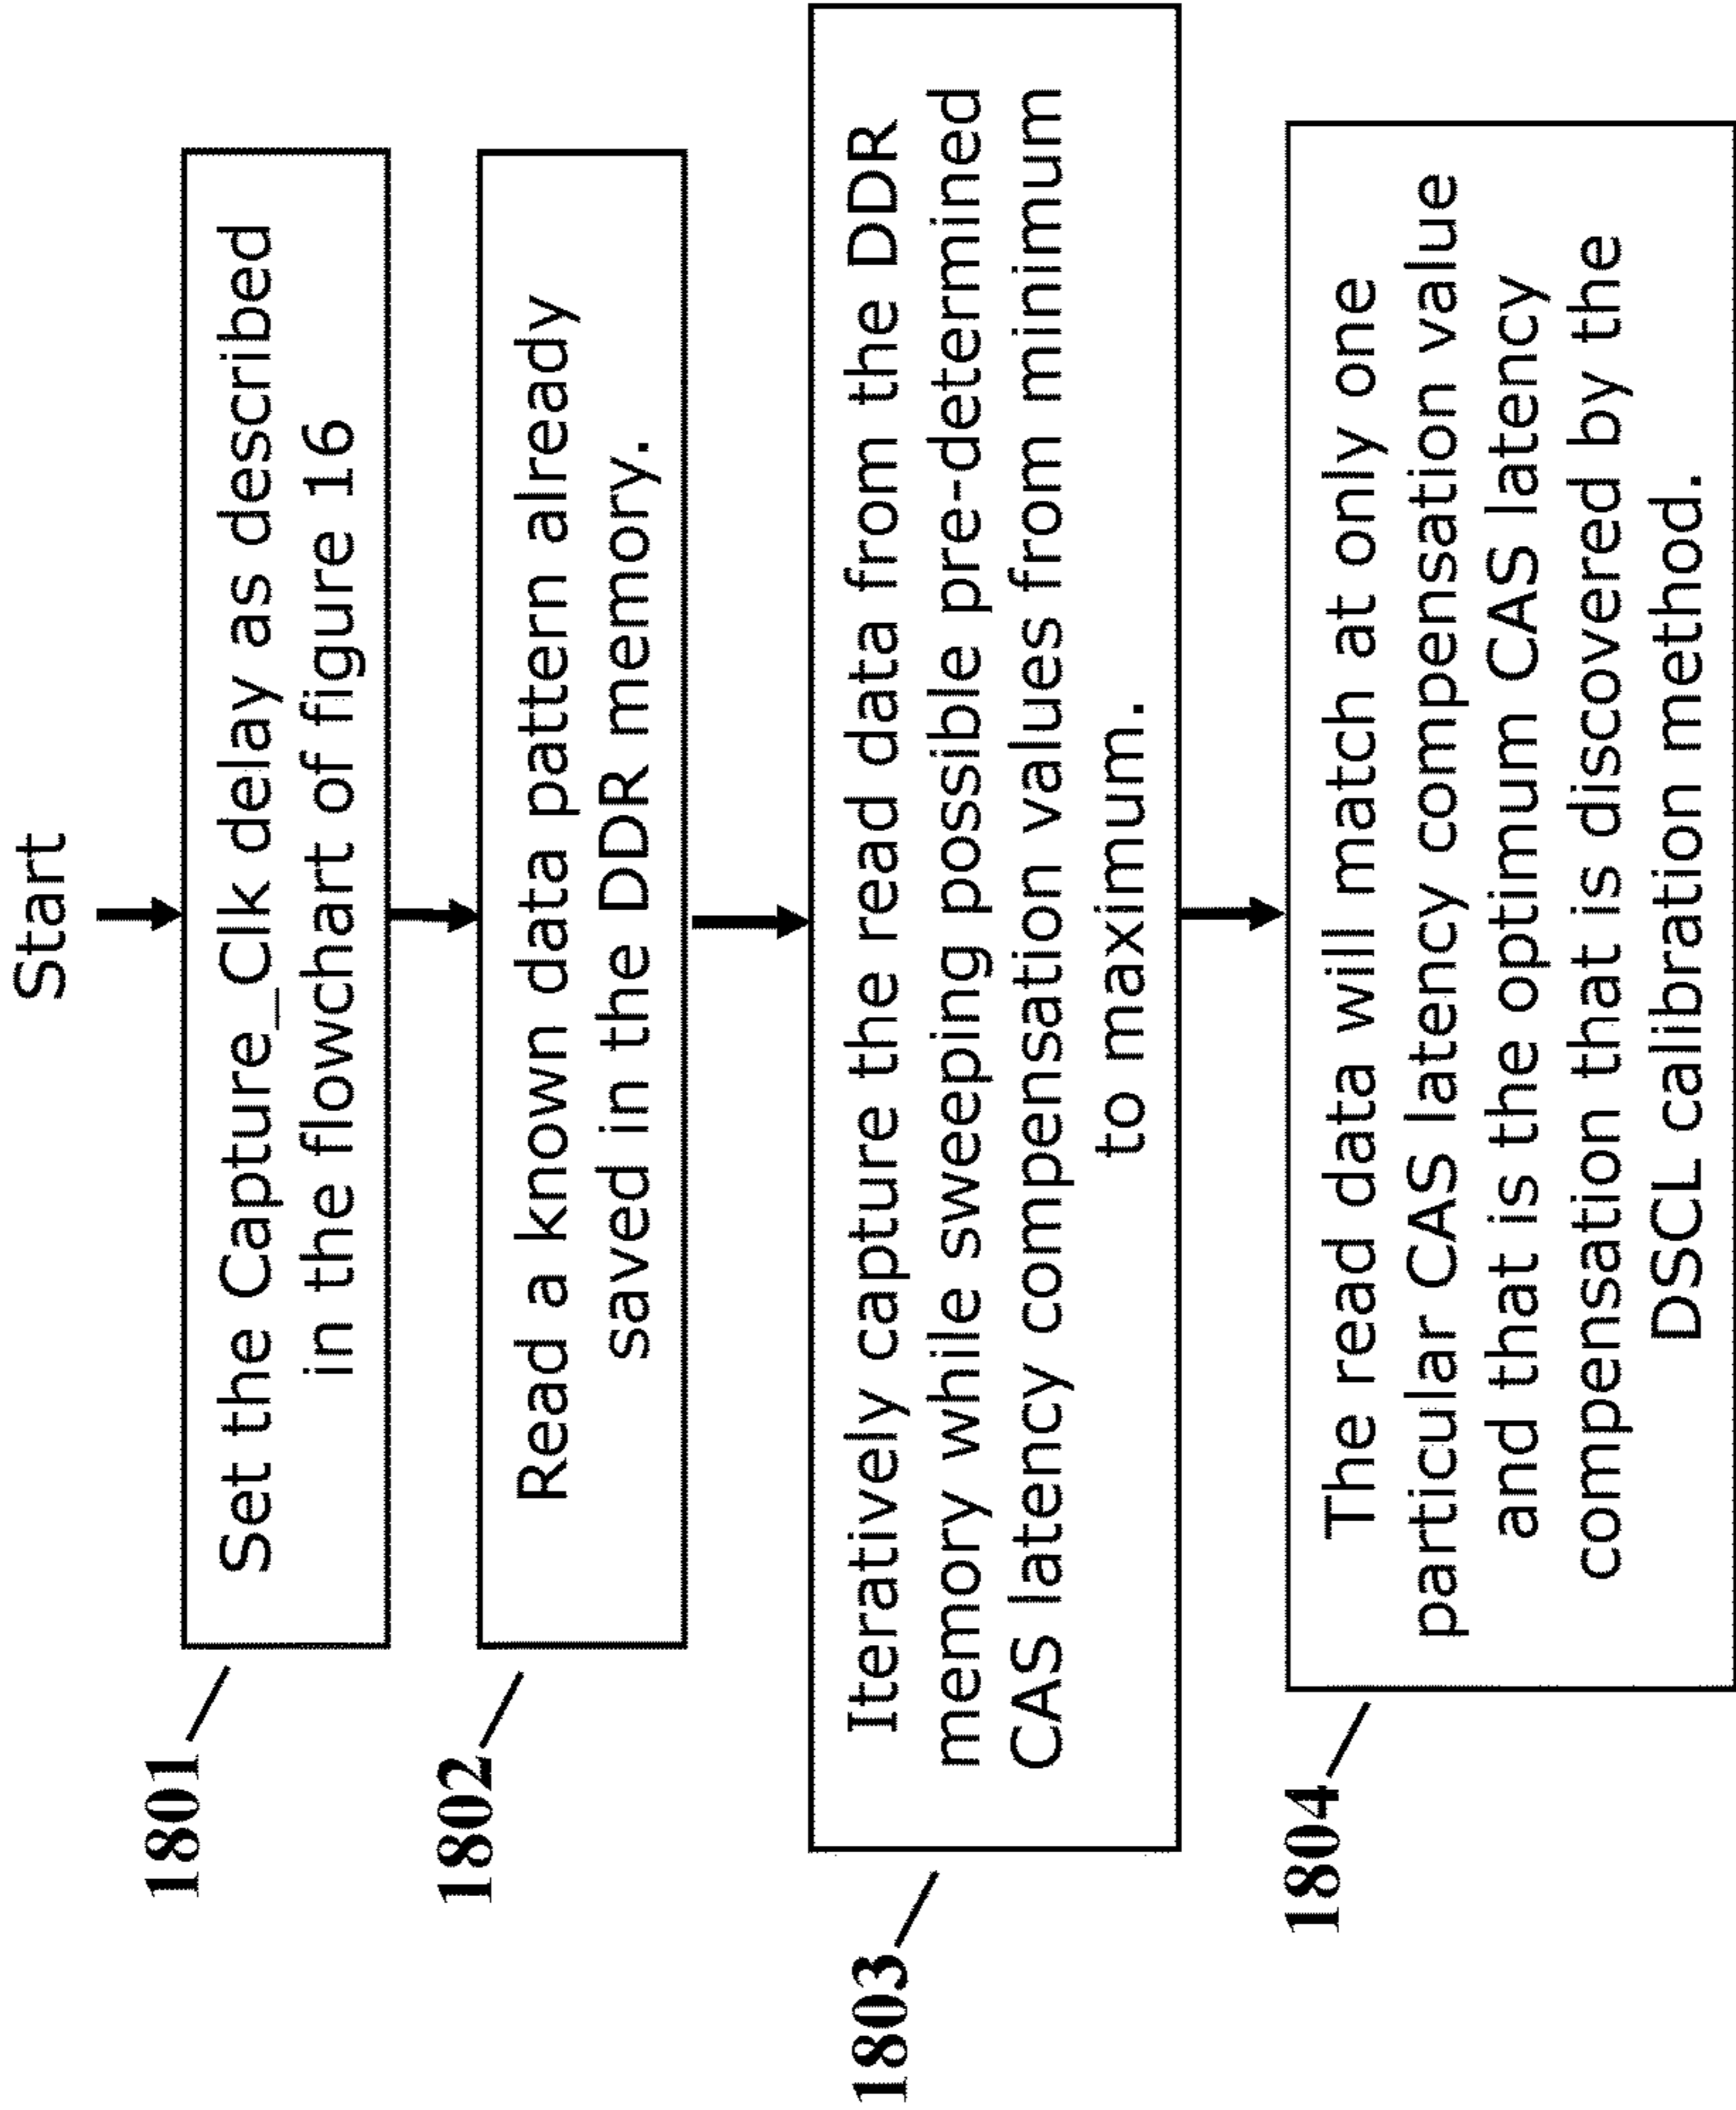 Start
1801
Set the Capture_Clk delay as described
in the flowchart of figure 16
1802
Read a known data pattern already
saved in the DDR memory.
1803
Iteratively capture the read data from the DDR
memory while sweeping possible pre-determined
CAS latency compensation values from minimum
to maximum.
1804
The read data will match at only one
particular CAS latency compensation value
and that is the optimum CAS latency
compensation that is discovered by the
DSCL calibration method.